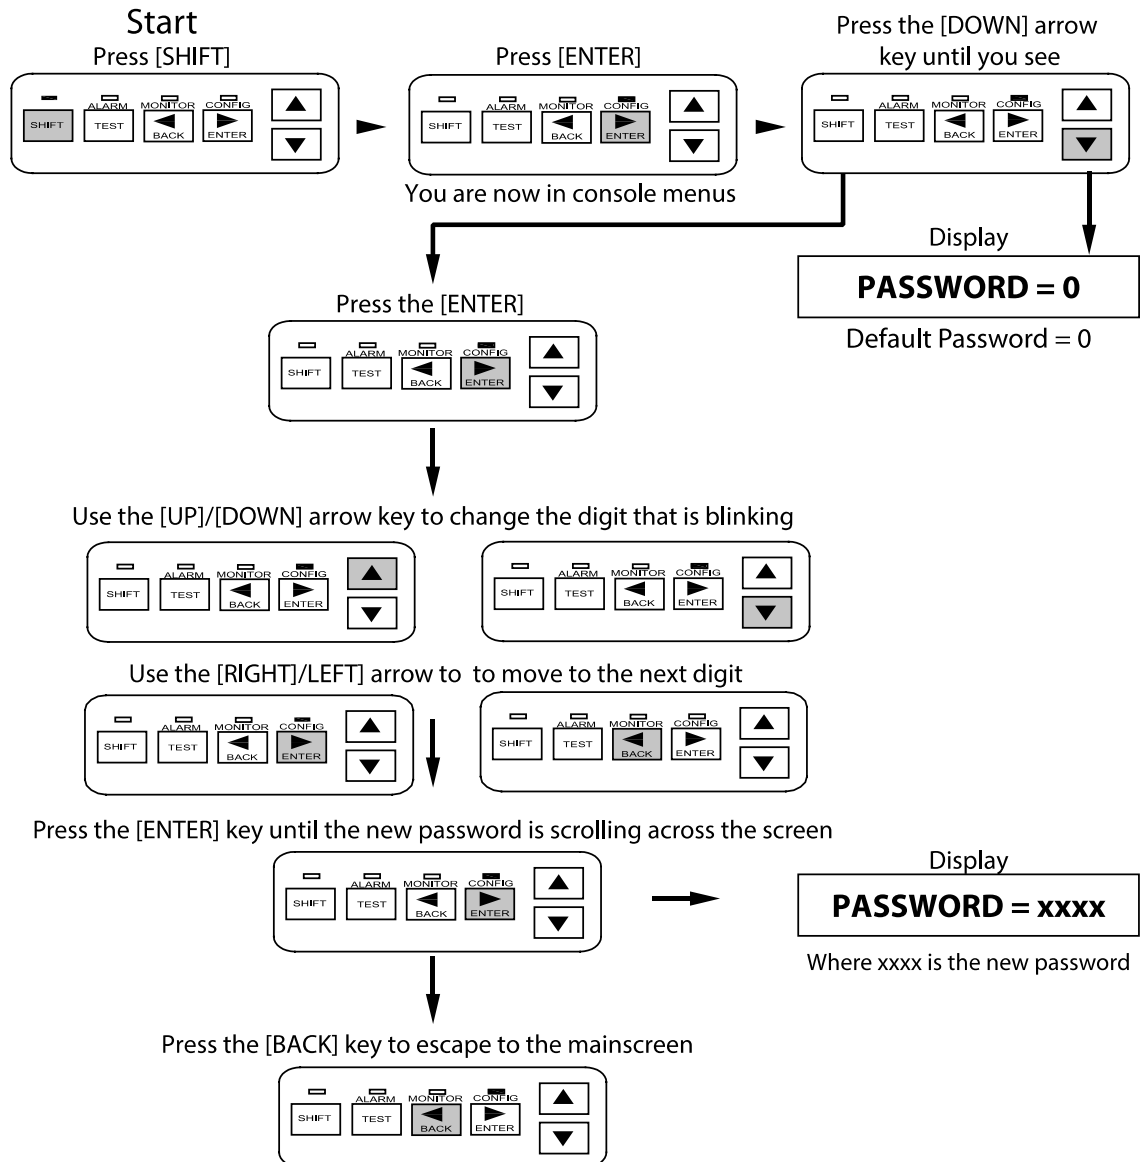 Start
Press [SHIFT]
SHIFT
ALARM
TEST
MONITOR
BACK
CONFIG
ENTER
Press [ENTER]
SHIFT
ALARM
TEST
MONITOR
BACK
CONFIG
ENTER
You are now in console menus
Press the [DOWN] arrow
key until you see
SHIFT
ALARM
TEST
MONITOR
BACK
CONFIG
ENTER
Display
PASSWORD = 0
Default Password = 0
Press the [ENTER]
SHIFT
ALARM
TEST
MONITOR
BACK
CONFIG
ENTER
Use the [UP]/[DOWN] arrow key to change the digit that is blinking
SHIFT
ALARM
TEST
MONITOR
BACK
CONFIG
ENTER
SHIFT
ALARM
TEST
MONITOR
BACK
CONFIG
ENTER
Use the [RIGHT]/LEFT] arrow to to move to the next digit
SHIFT
ALARM
TEST
MONITOR
BACK
CONFIG
ENTER
SHIFT
ALARM
TEST
MONITOR
BACK
CONFIG
ENTER
Press the [ENTER] key until the new password is scrolling across the screen
SHIFT
ALARM
TEST
MONITOR
BACK
CONFIG
ENTER
Display
PASSWORD = xxxx
Where xxxx is the new password
Press the [BACK] key to escape to the mainscreen
SHIFT
ALARM
TEST
MONITOR
BACK
CONFIG
ENTER